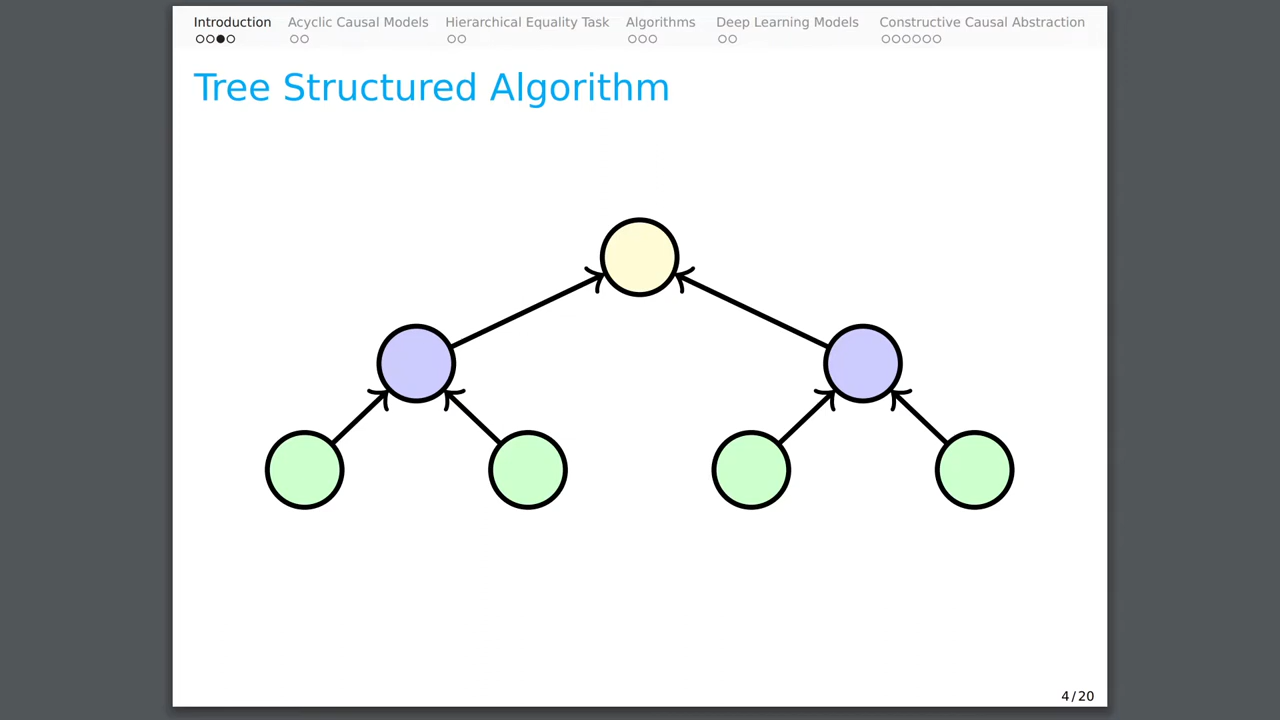 Introduction Acyclic Causal Models Hierarchical Equality Task Algorithms Deep Learning Models Constructive Causal Abstraction
Tree Structured Algorithm
4/20